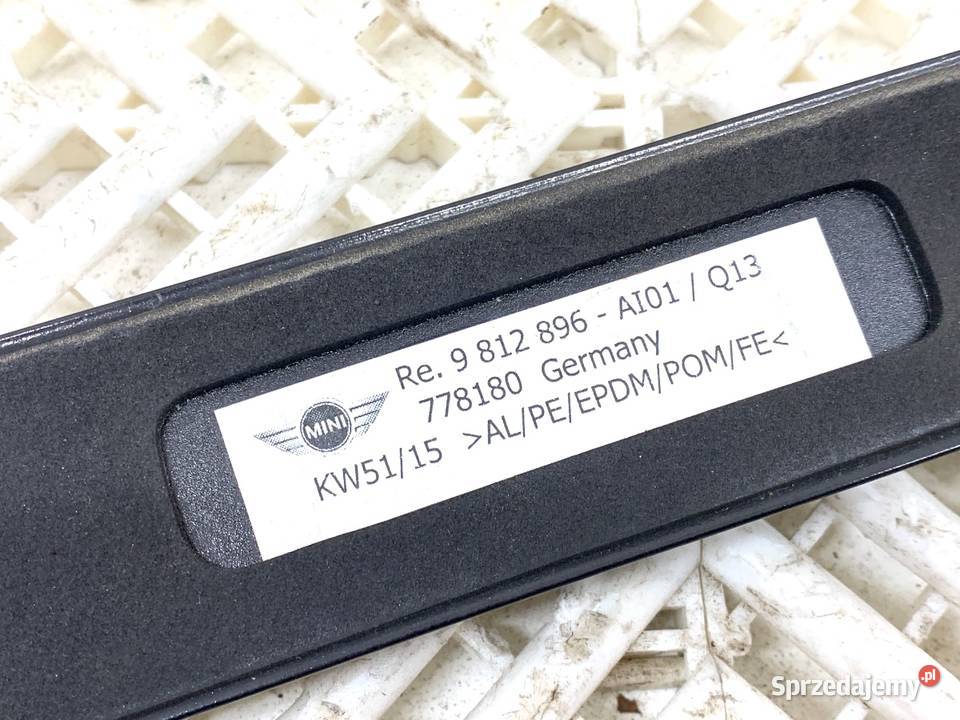 Re. 9 812 896 - AI01 / Q13
778180 Germany
MINI
KW51/15 >AL/PE/EPDM/POM/FE<
Sprzedajemy.pl